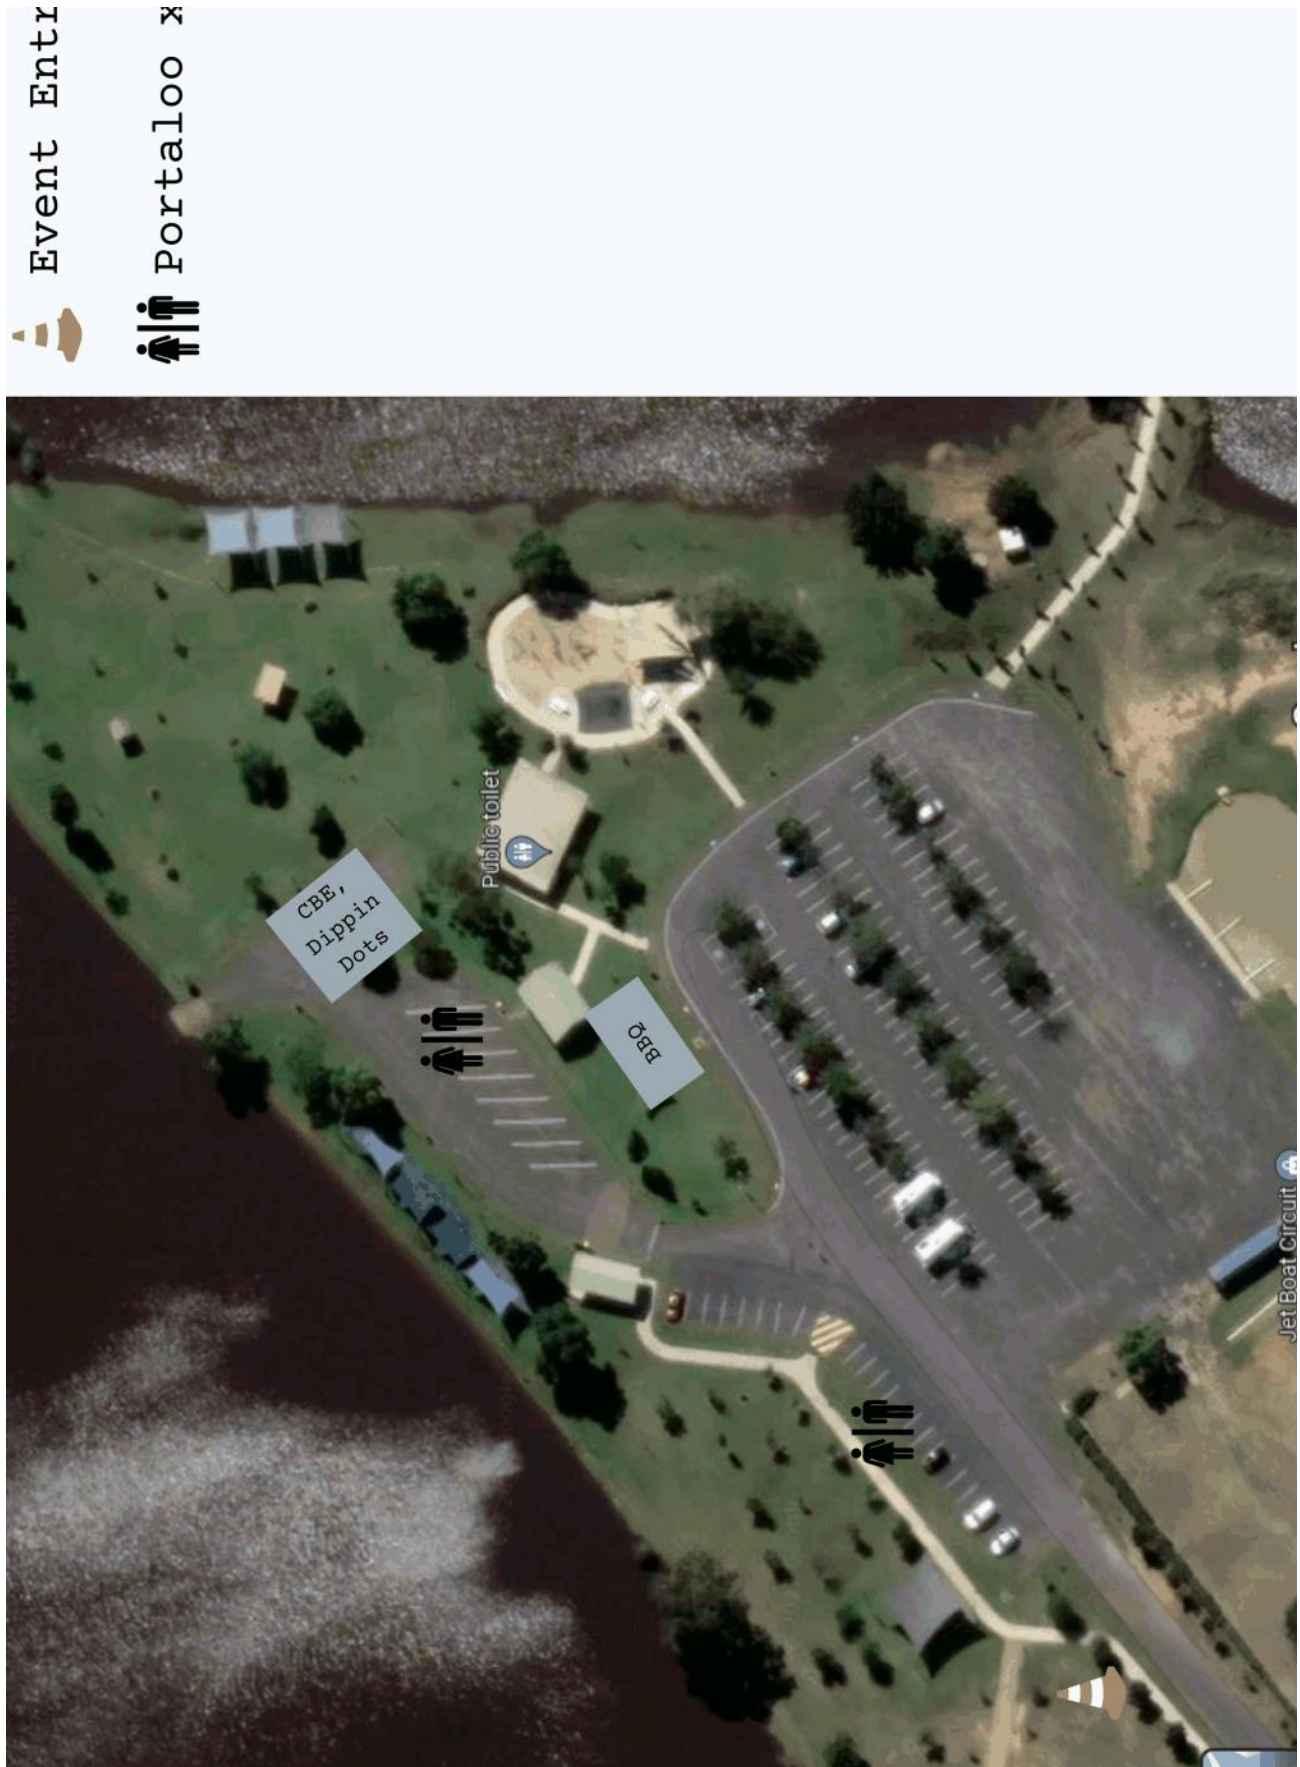 Event Entr
Portaloo x
Public toilet
CBE,
Dippin
Dots
BBQ
Jet Boat Circuit